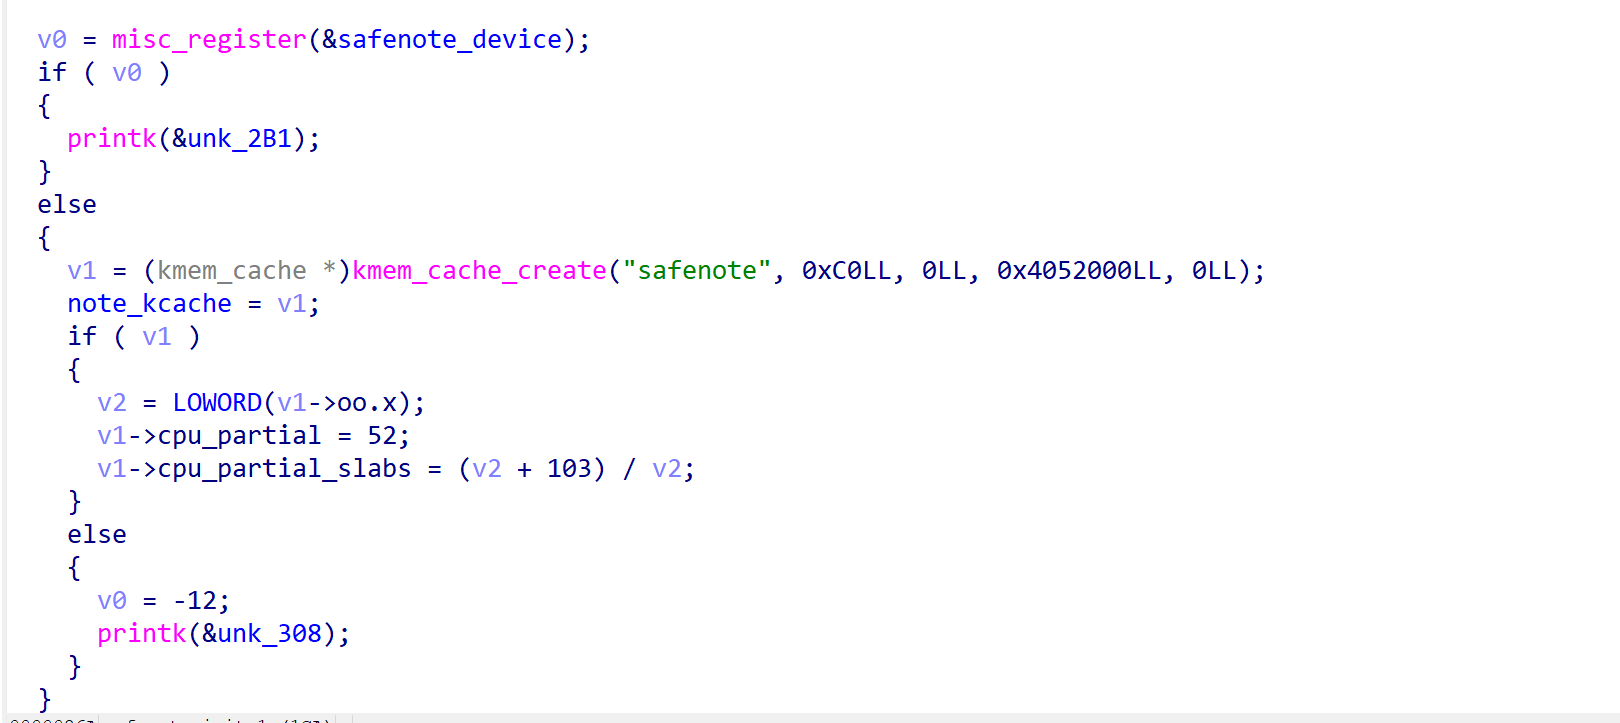 v0 = misc_register(&safenote_device);
if ( v0 )
{
  printk(&unk_2B1);
}
else
{
  v1 = (kmem_cache *)kmem_cache_create("safenote", 0xC0LL, 0LL, 0x4052000LL, 0LL);
  note_kcache = v1;
  if ( v1 )
  {
    v2 = LOWORD(v1->oo.x);
    v1->cpu_partial = 52;
    v1->cpu_partial_slabs = (v2 + 103) / v2;
  }
  else
  {
    v0 = -12;
    printk(&unk_308);
  }
}